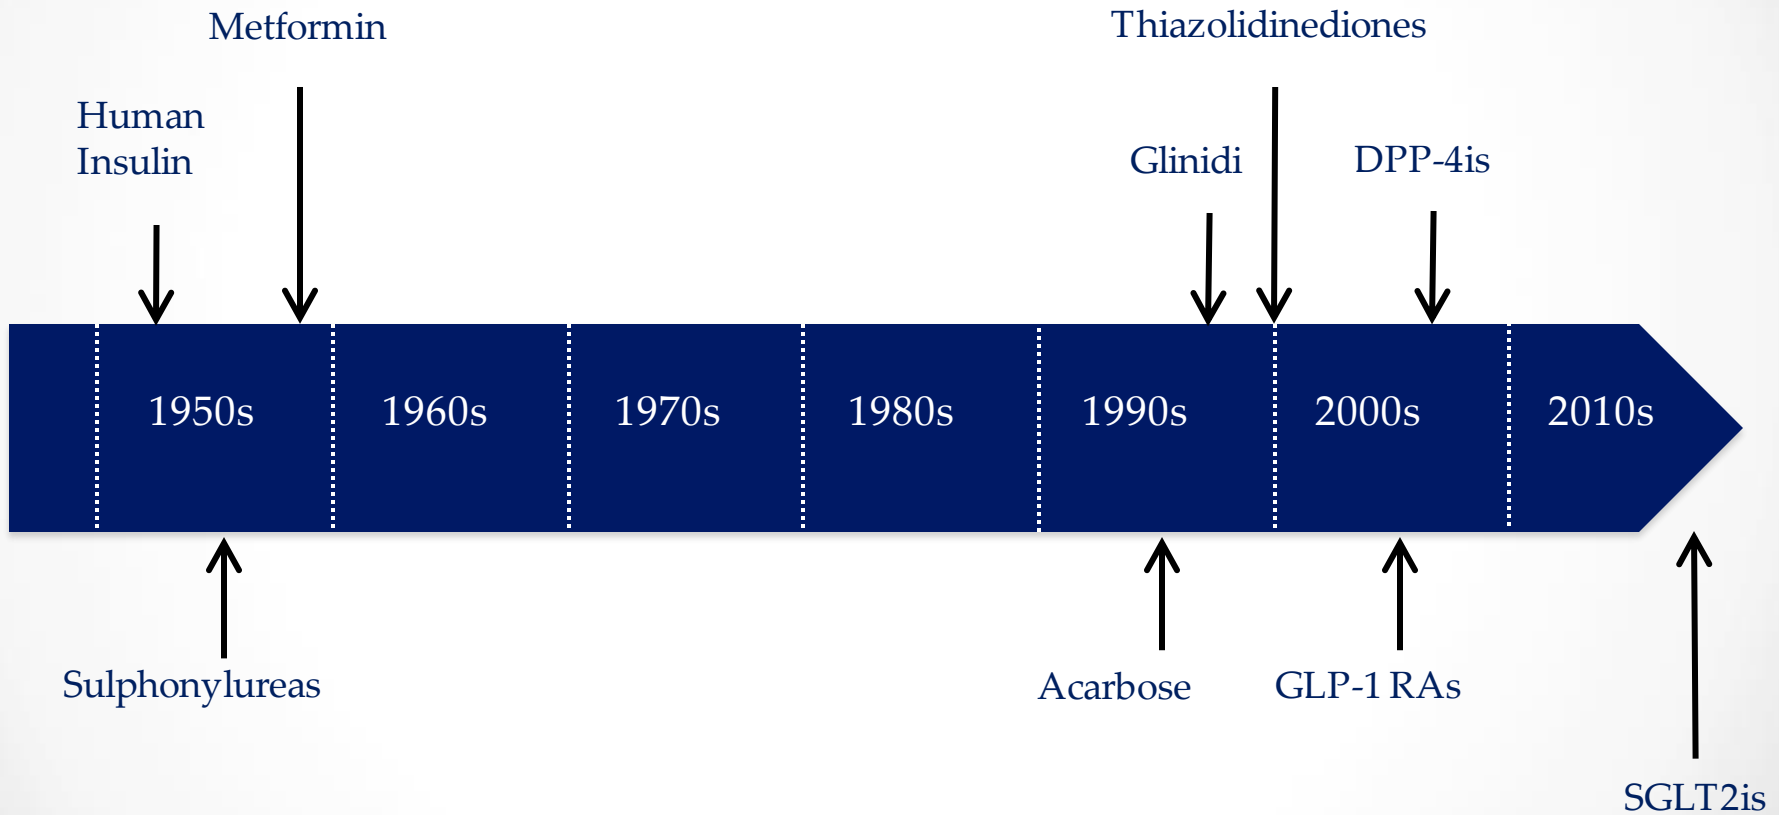 Metformin
Thiazolidinediones
Human
Insulin
Glinidi
DPP-4is
1950s
1960s
1970s
1980s
1990s
2000s
2010s
Sulphonylureas
Acarbose
GLP-1 RAs
SGLT2is